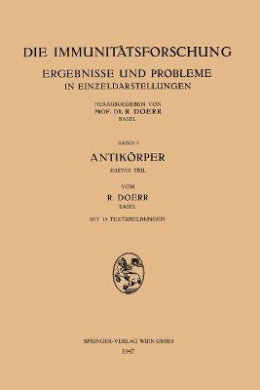 DIE IMMUNITÄTSFORSCHUNG
ERGEBNISSE UND PROBLEME
IN EINZELDARSTELLUNGEN
HERAUSGEGEBEN VON
PROF. DR. R. DOERR
BASEL
BAND I
ANTIKÖRPER
ERSTER TEIL
VON
R. DOERR
BASEL
MIT 19 TEXTABBILDUNGEN
SPRINGER-VERLAG WIEN GMBH
1947